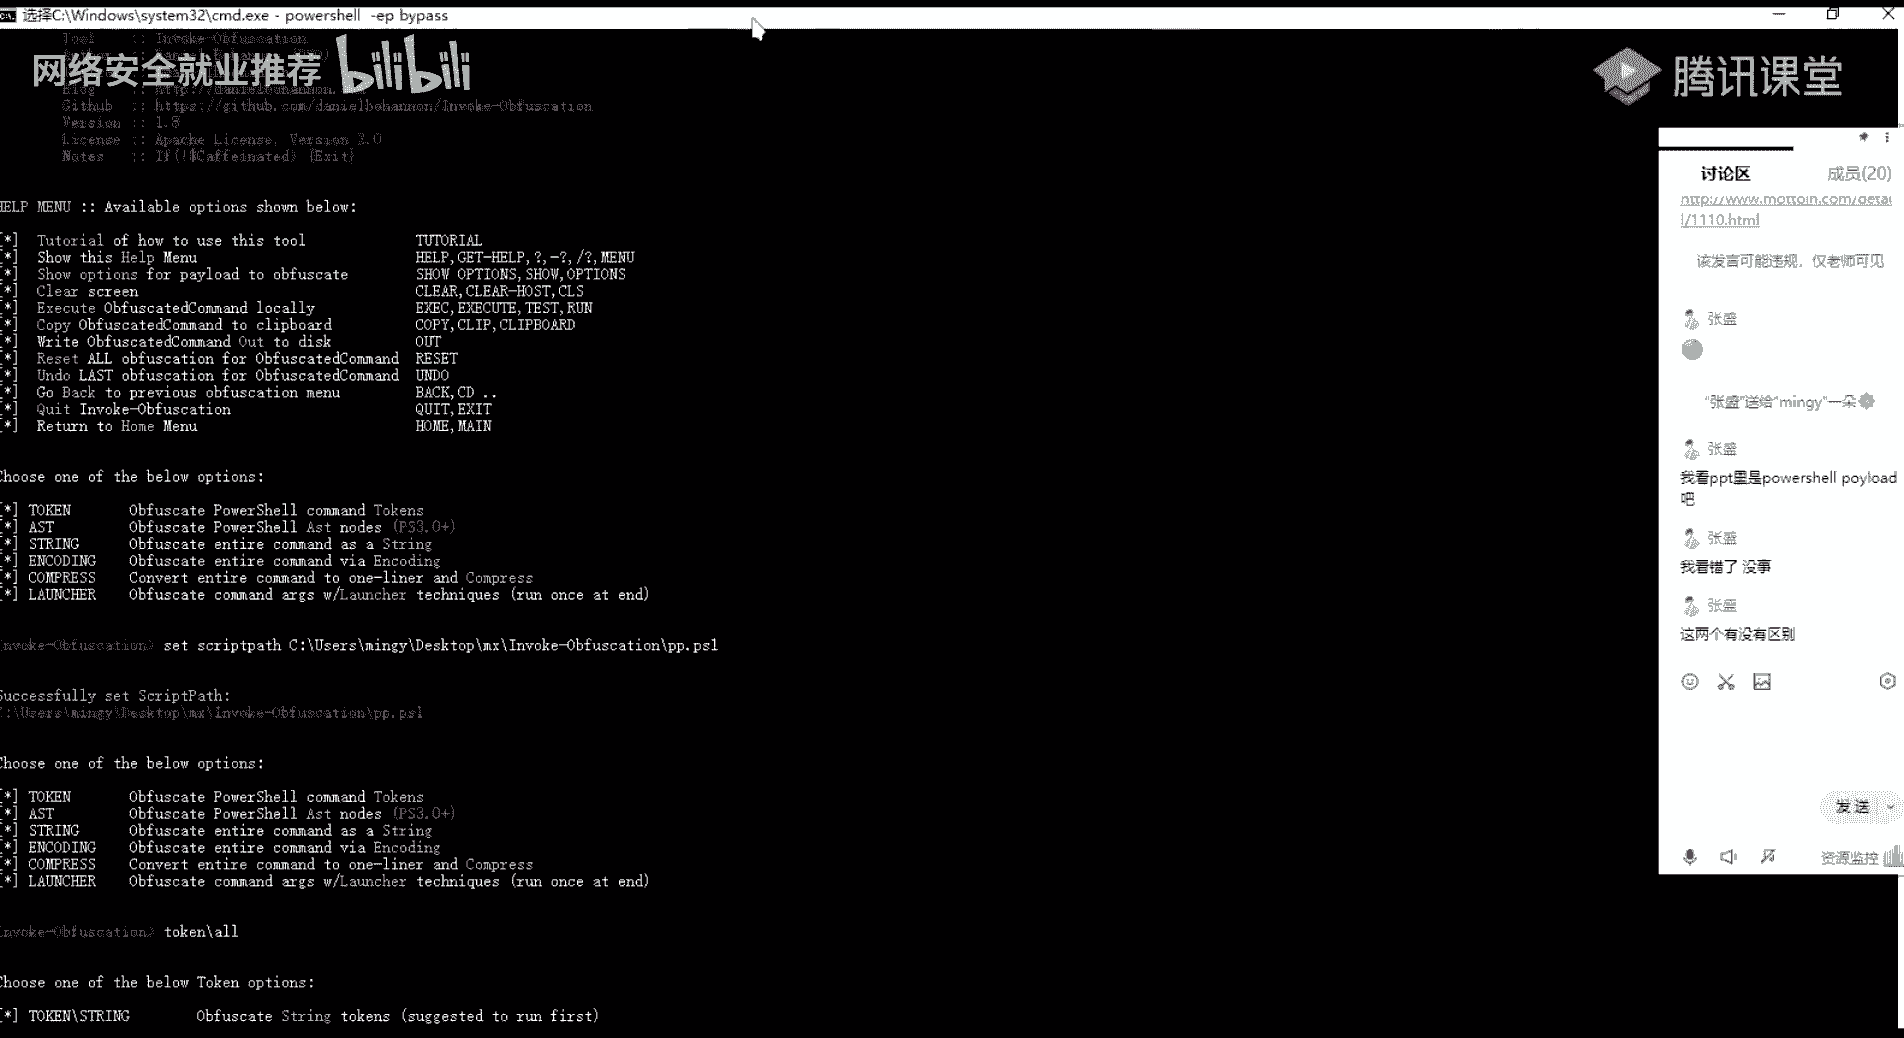 选择C:\Windows\system32\cmd.exe - powershell  -ep bypass
网络安全就业推荐 bilibili
腾讯课堂
Tool    :: Invoke-Obfuscation
Blog    :: http://danielbohannon.
Github  :: https://github.com/danielbohannon/Invoke-Obfuscation
Version :: 1.8
License :: Apache License, Version 2.0
Notes   :: If(!$Caffeinated) {Exit}
HELP MENU :: Available options shown below:
[*]  Tutorial of how to use this tool             TUTORIAL
[*]  Show this Help Menu                          HELP,GET-HELP,?,-?,/?,MENU
[*]  Show options for payload to obfuscate        SHOW OPTIONS,SHOW,OPTIONS
[*]  Clear screen                                 CLEAR,CLEAR-HOST,CLS
[*]  Execute ObfuscatedCommand locally            EXEC,EXECUTE,TEST,RUN
[*]  Copy ObfuscatedCommand to clipboard          COPY,CLIP,CLIPBOARD
[*]  Write ObfuscatedCommand Out to disk          OUT
[*]  Reset ALL obfuscation for ObfuscatedCommand  RESET
[*]  Undo LAST obfuscation for ObfuscatedCommand  UNDO
[*]  Go Back to previous obfuscation menu         BACK,CD ..
[*]  Quit Invoke-Obfuscation                      QUIT,EXIT
[*]  Return to Home Menu                          HOME,MAIN
Choose one of the below options:
[*] TOKEN       Obfuscate PowerShell command Tokens
[*] AST         Obfuscate PowerShell Ast nodes (PS3.0+)
[*] STRING      Obfuscate entire command as a String
[*] ENCODING    Obfuscate entire command via Encoding
[*] COMPRESS    Convert entire command to one-liner and Compress
[*] LAUNCHER    Obfuscate command args w/Launcher techniques (run once at end)
Invoke-Obfuscation> set scriptpath C:\Users\mingy\Desktop\mx\Invoke-Obfuscation\pp.ps1
Successfully set ScriptPath:
C:\Users\mingy\Desktop\mx\Invoke-Obfuscation\pp.ps1
Choose one of the below options:
[*] TOKEN       Obfuscate PowerShell command Tokens
[*] AST         Obfuscate PowerShell Ast nodes (PS3.0+)
[*] STRING      Obfuscate entire command as a String
[*] ENCODING    Obfuscate entire command via Encoding
[*] COMPRESS    Convert entire command to one-liner and Compress
[*] LAUNCHER    Obfuscate command args w/Launcher techniques (run once at end)
Invoke-Obfuscation> token\all
Choose one of the below Token options:
[*] TOKEN\STRING        Obfuscate String tokens (suggested to run first)
讨论区 成员(20)
http://www.mottoin.com/detai
l/1110.html
该发言可能违规，仅老师可见
张盛
“张盛”送给“mingy”一朵
张盛
我看ppt里是powershell poyload
吧
张盛
我看错了 没事
张盛
这两个有没有区别
发送
资源监控